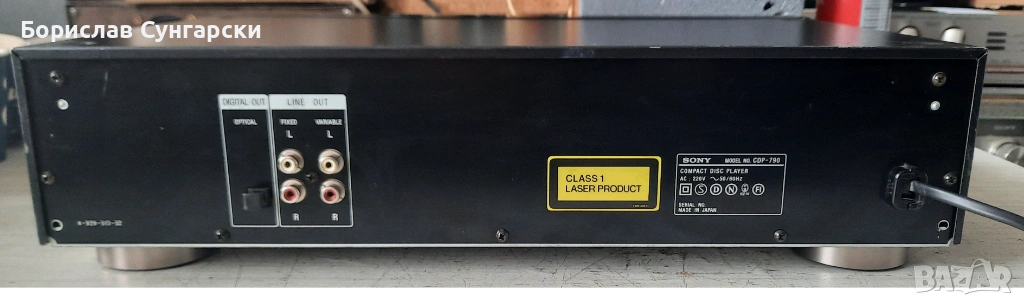 Борислав Сунгарски
DIGITAL OUT
LINE OUT
OPTICAL
FIXED
VARIABLE
L
L
R
R
CLASS 1
LASER PRODUCT
SONY MODEL NO. CDP-790
COMPACT DISC PLAYER
AC : 220V ~ 50/60Hz
S D N F
SERIAL NO.
MADE IN JAPAN
BAZAR